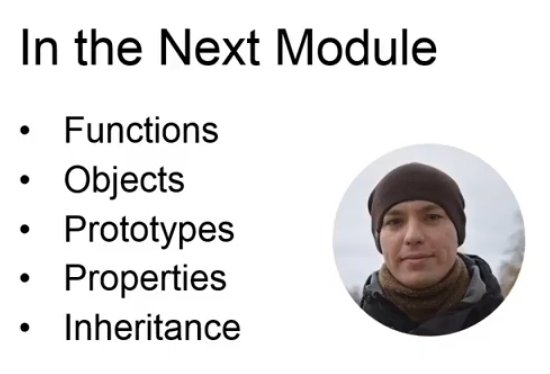 In the Next Module
• Functions
• Objects
• Prototypes
• Properties
• Inheritance